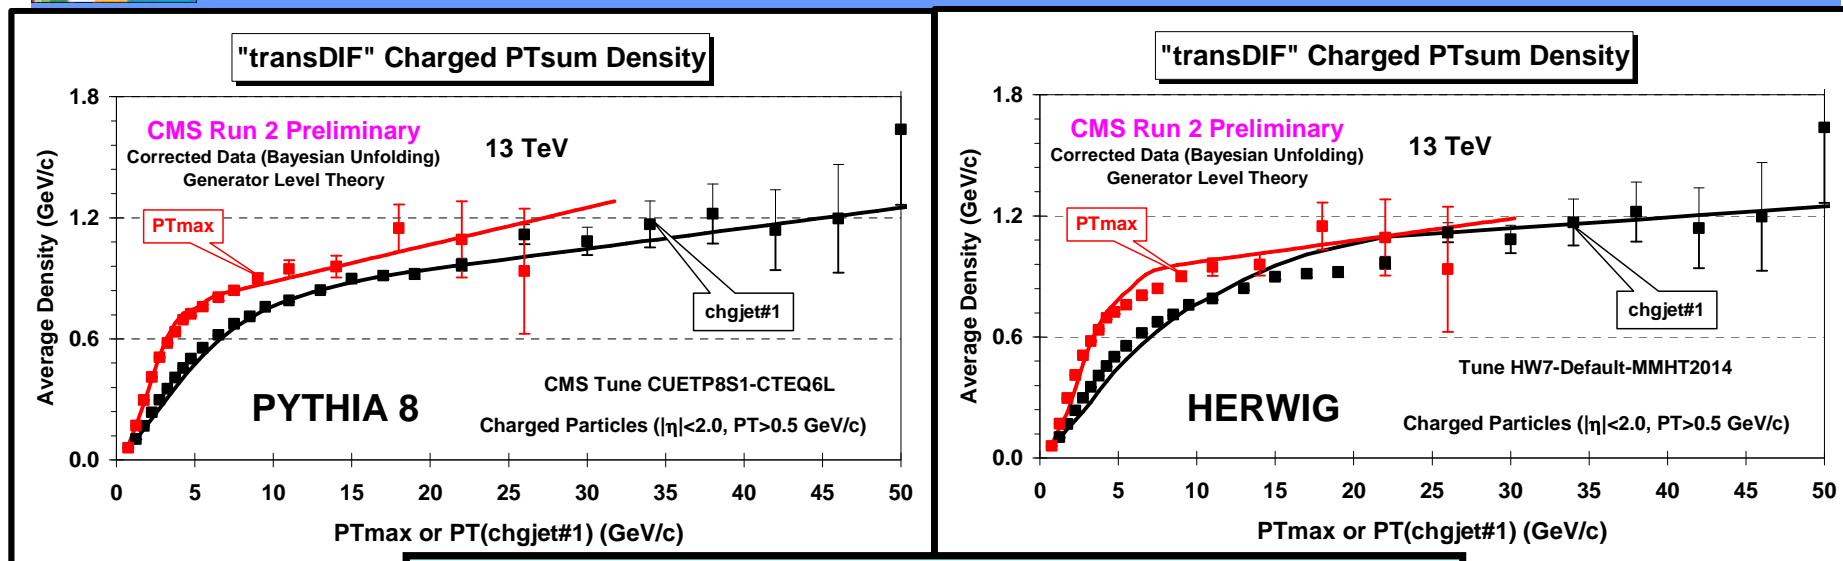 "transDIF" Charged PTsum Density
1.8
1.2
0.6
0.0
Average Density (GeV/c)
CMS Run 2 Preliminary
Corrected Data (Bayesian Unfolding)
Generator Level Theory
13 TeV
PTmax
chgjet#1
CMS Tune CUETP8S1-CTEQ6L
PYTHIA 8
Charged Particles (|η|<2.0, PT>0.5 GeV/c)
0 5 10 15 20 25 30 35 40 45 50
PTmax or PT(chgjet#1) (GeV/c)
"transDIF" Charged PTsum Density
1.8
1.2
0.6
0.0
Average Density (GeV/c)
CMS Run 2 Preliminary
Corrected Data (Bayesian Unfolding)
Generator Level Theory
13 TeV
PTmax
chgjet#1
Tune HW7-Default-MMHT2014
HERWIG
Charged Particles (|η|<2.0, PT>0.5 GeV/c)
0 5 10 15 20 25 30 35 40 45 50
PTmax or PT(chgjet#1) (GeV/c)